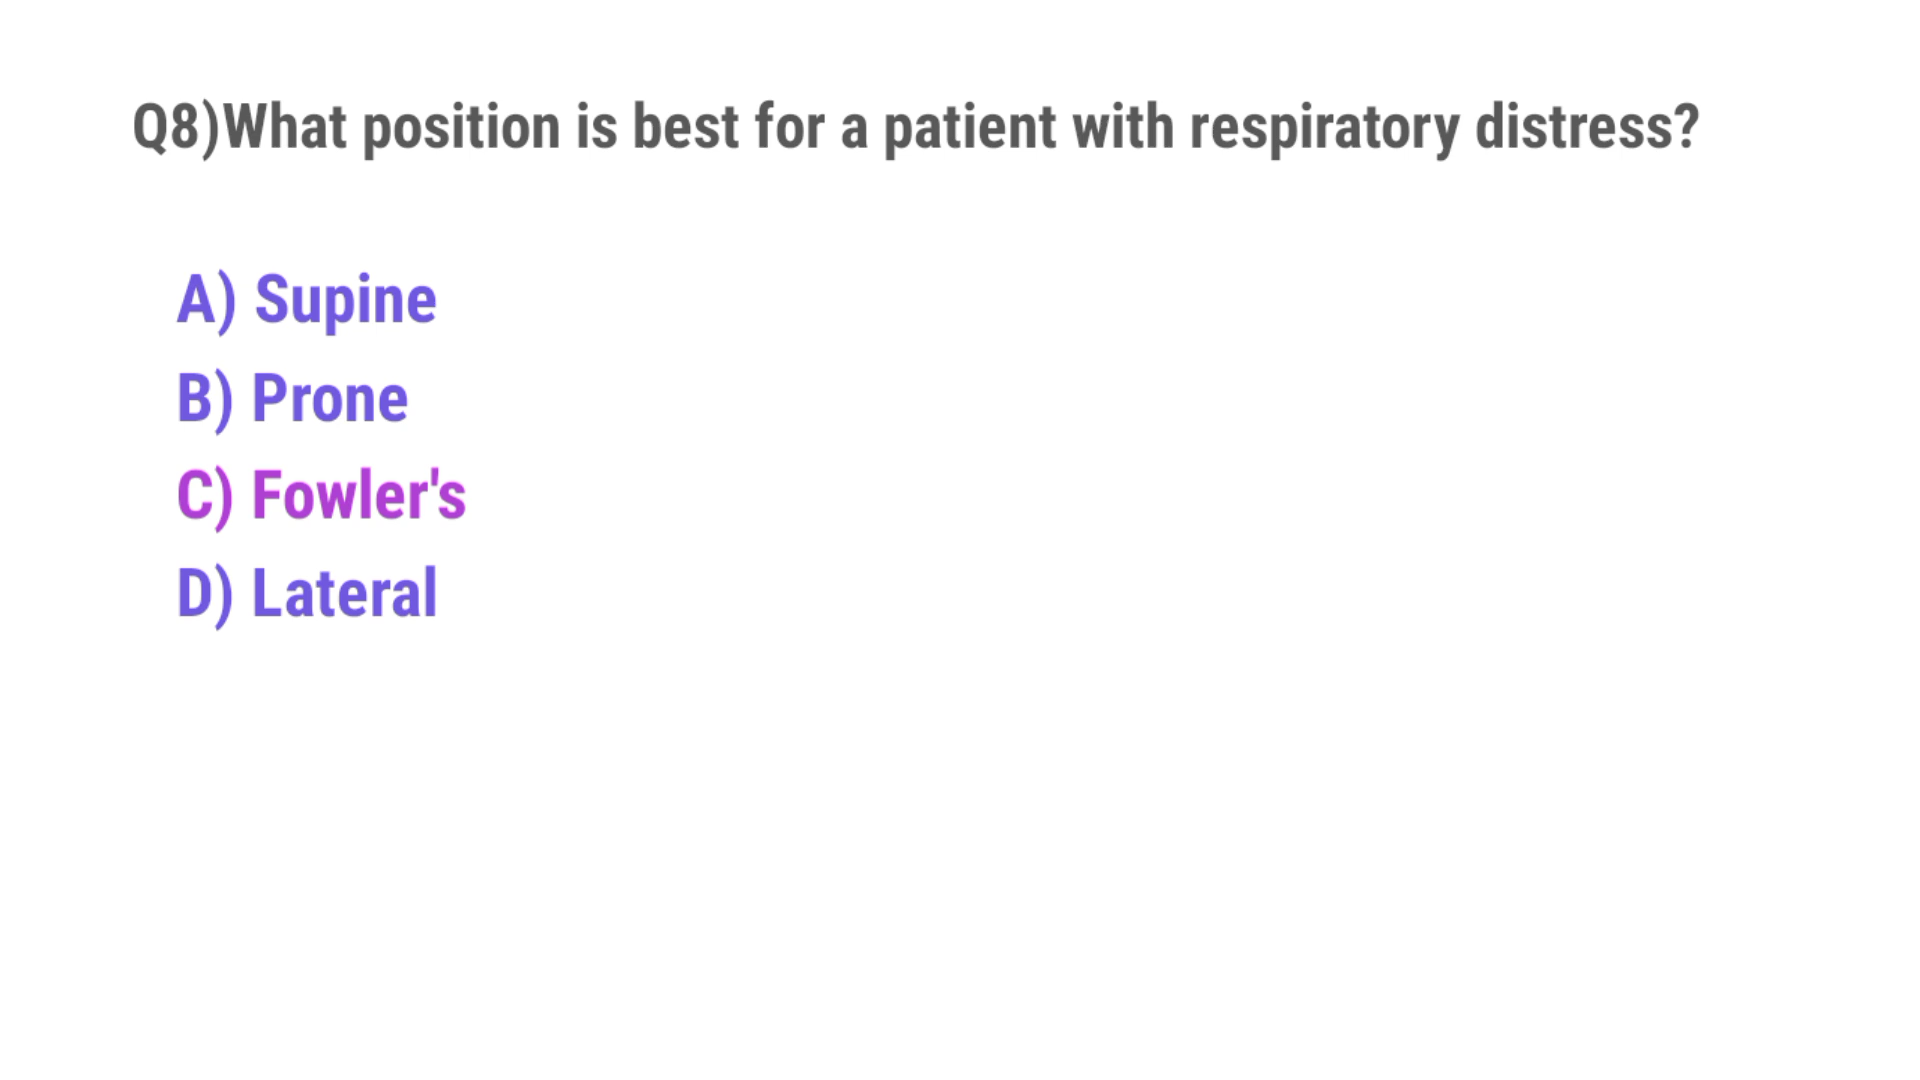 Q8)What position is best for a patient with respiratory distress?
A) Supine
B) Prone
C) Fowler's
D) Lateral